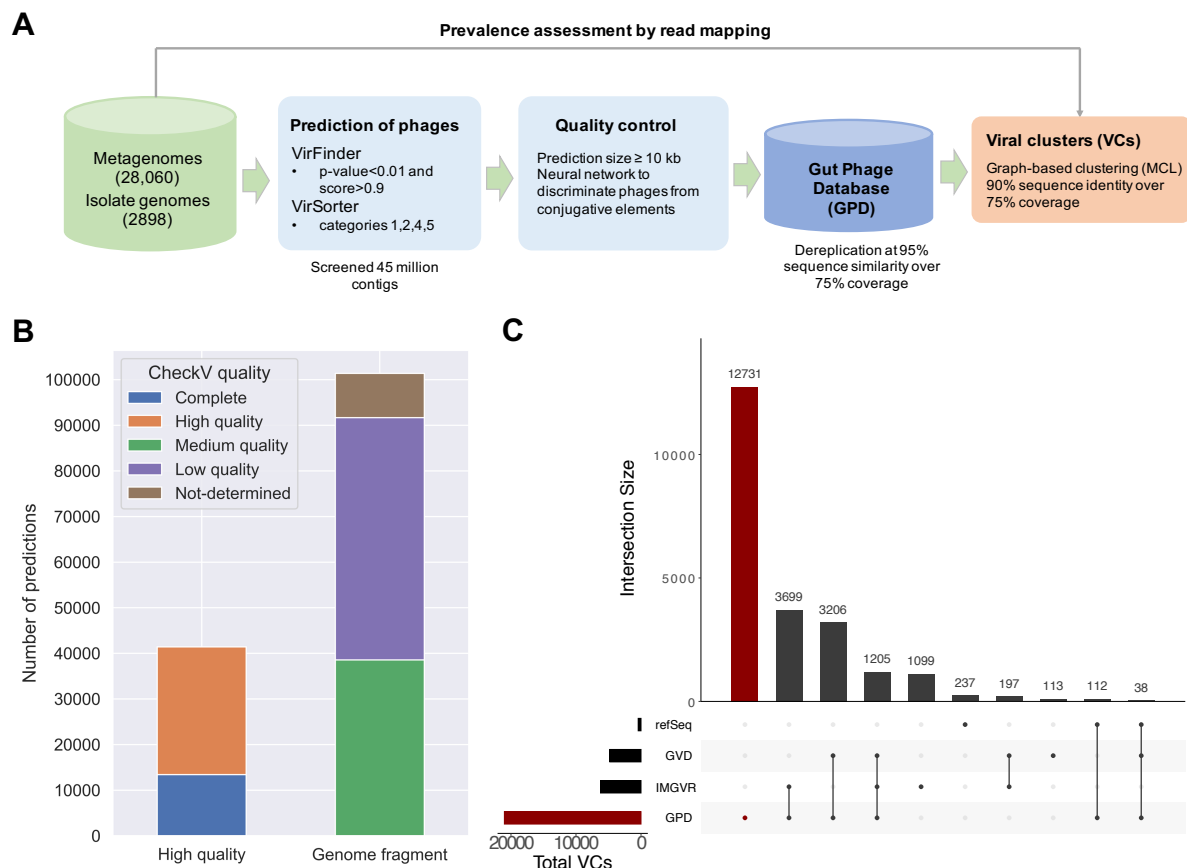 A
Prevalence assessment by read mapping
Metagenomes
(28,060)
Isolate genomes
(2898)
Prediction of phages
VirFinder
• p-value<0.01 and
score>0.9
VirSorter
• categories 1,2,4,5
Screened 45 million
contigs
Quality control
Prediction size ≥ 10 kb
Neural network to
discriminate phages from
conjugative elements
Gut Phage
Database
(GPD)
Dereplication at 95%
sequence similarity over
75% coverage
Viral clusters (VCs)
Graph-based clustering (MCL)
90% sequence identity over
75% coverage
B
Number of predictions
100000
90000
80000
70000
60000
50000
40000
30000
20000
10000
0
CheckV quality
Complete
High quality
Medium quality
Low quality
Not-determined
High quality
Genome fragment
C
Intersection Size
10000
5000
0
12731
3699
3206
1205
1099
237
197
113
112
38
refSeq
GVD
IMGVR
GPD
20000
10000
0
Total VCs